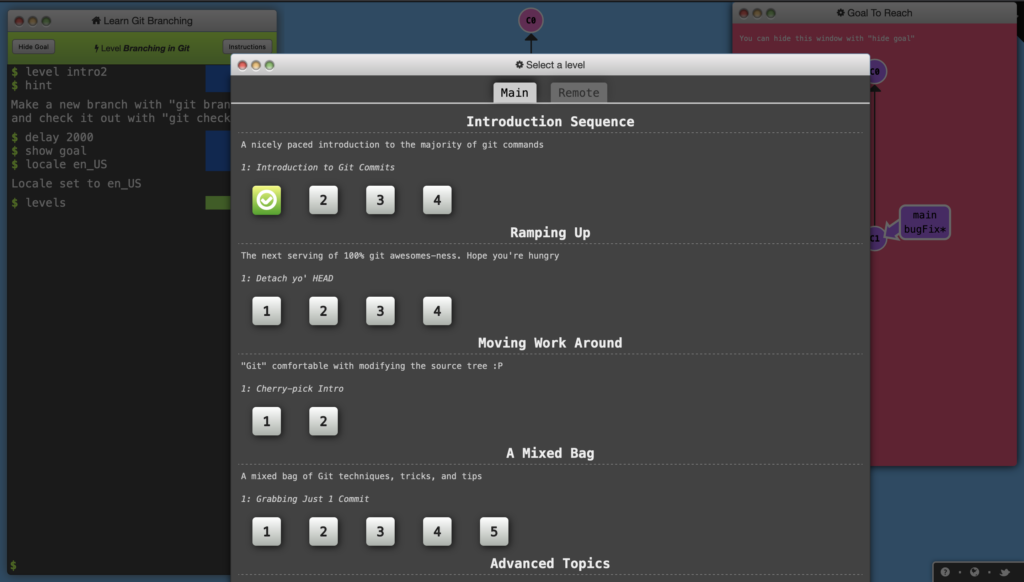 Learn Git Branching
Hide Goal
Level Branching in Git
Instructions
$ level intro2
$ hint
Make a new branch with "git bran
and check it out with "git check
$ delay 2000
$ show goal
$ locale en_US
Locale set to en_US
$ levels
$
C0
Select a level
Main
Remote
Introduction Sequence
A nicely paced introduction to the majority of git commands
1: Introduction to Git Commits
2 3 4
Ramping Up
The next serving of 100% git awesomes-ness. Hope you're hungry
1: Detach yo' HEAD
1 2 3 4
Moving Work Around
"Git" comfortable with modifying the source tree :P
1: Cherry-pick Intro
1 2
A Mixed Bag
A mixed bag of Git techniques, tricks, and tips
1: Grabbing Just 1 Commit
1 2 3 4 5
Advanced Topics
Goal To Reach
You can hide this window with "hide goal"
C0
main
bugFix*
C1